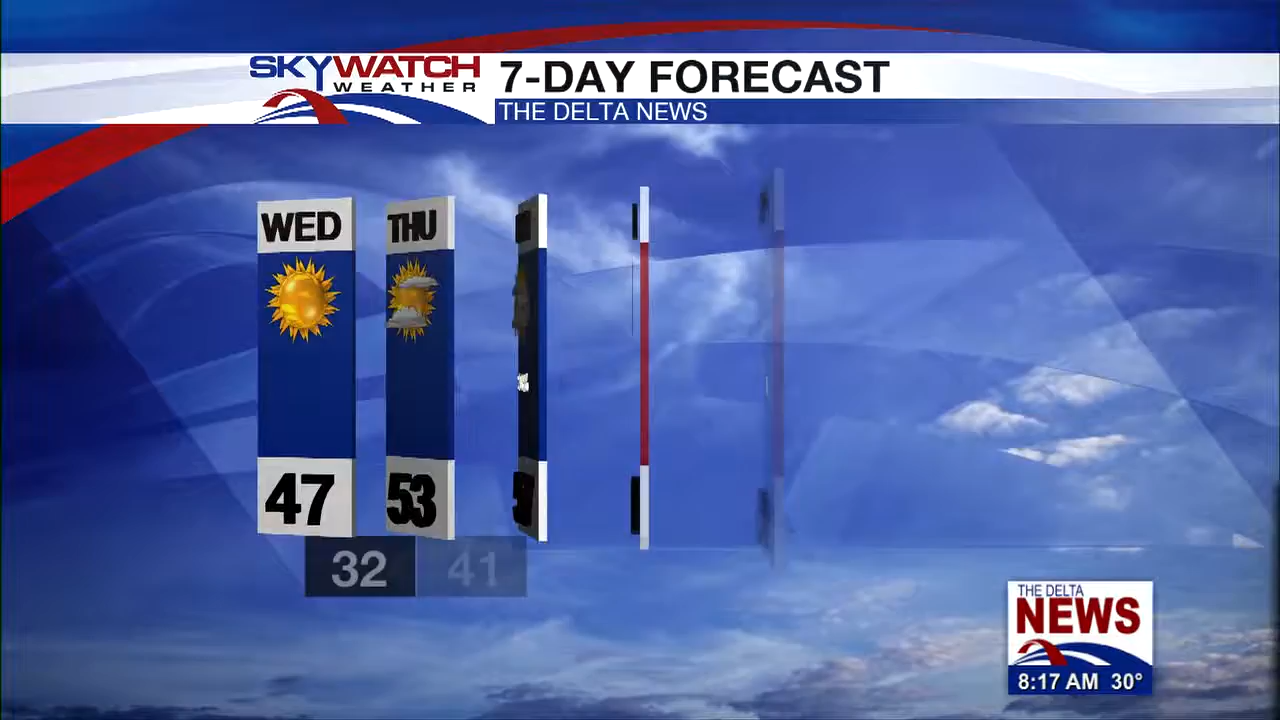 SKYWATCH
WEATHER
7-DAY FORECAST
THE DELTA NEWS
WED
THU
47
53
32
41
THE DELTA
NEWS
8:17 AM 30°